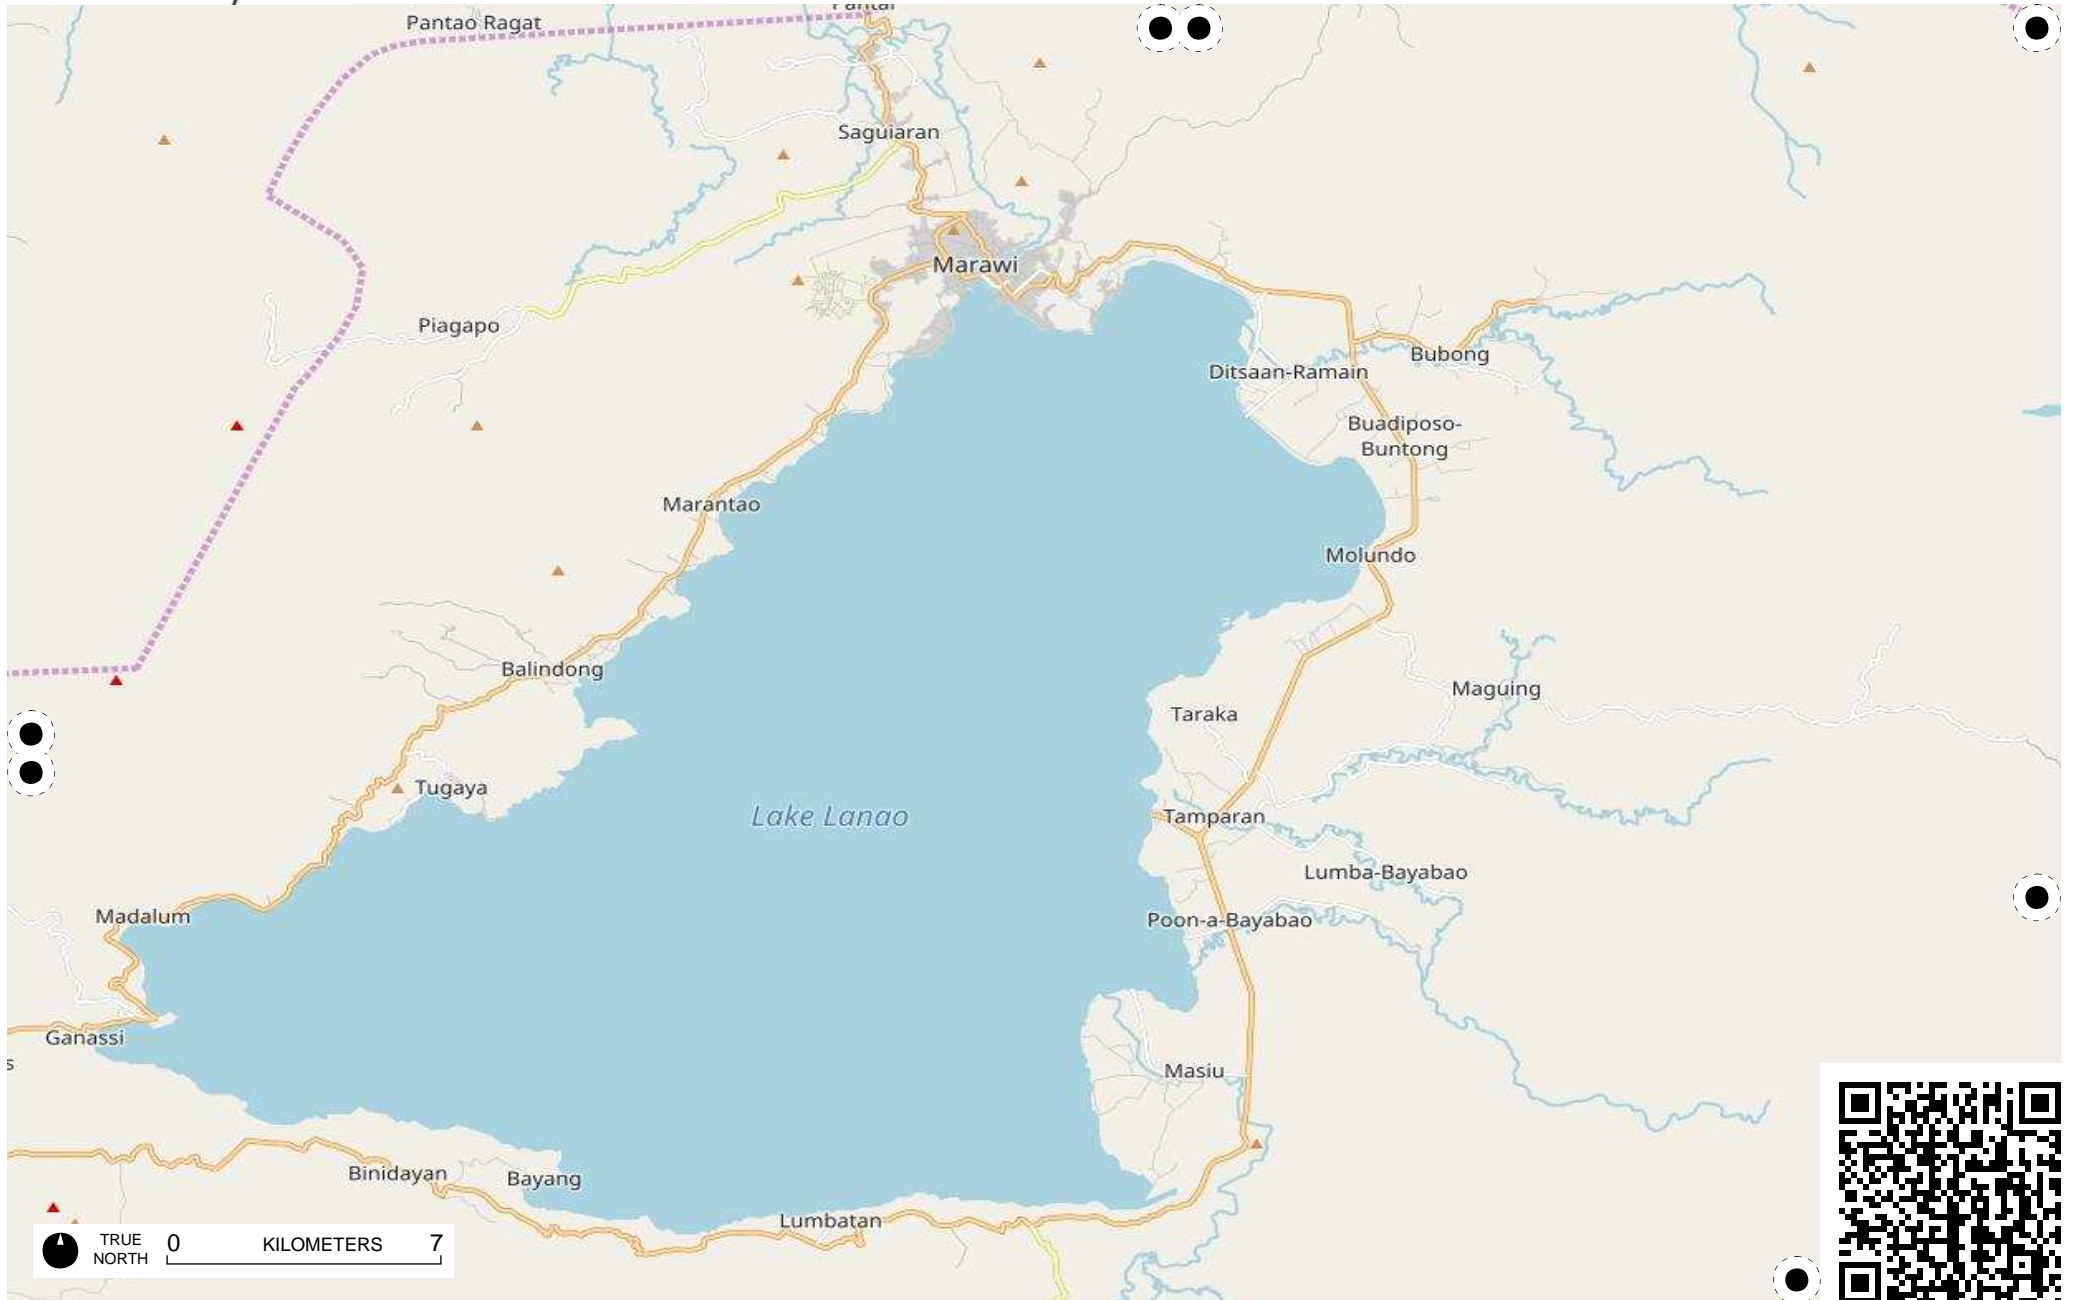 Pantao Ragat
Pantar
Saguiaran
Marawi
Piagapo
Bubong
Ditsaan-Ramain
Buadiposo-
Buntong
Marantao
Molundo
Balindong
Maguing
Taraka
Tugaya
Lake Lanao
Tamparan
Lumba-Bayabao
Madalum
Poon-a-Bayabao
Ganassi
s
Masiu
Binidayan
Bayang
Lumbatan
TRUE
NORTH
0 KILOMETERS 7